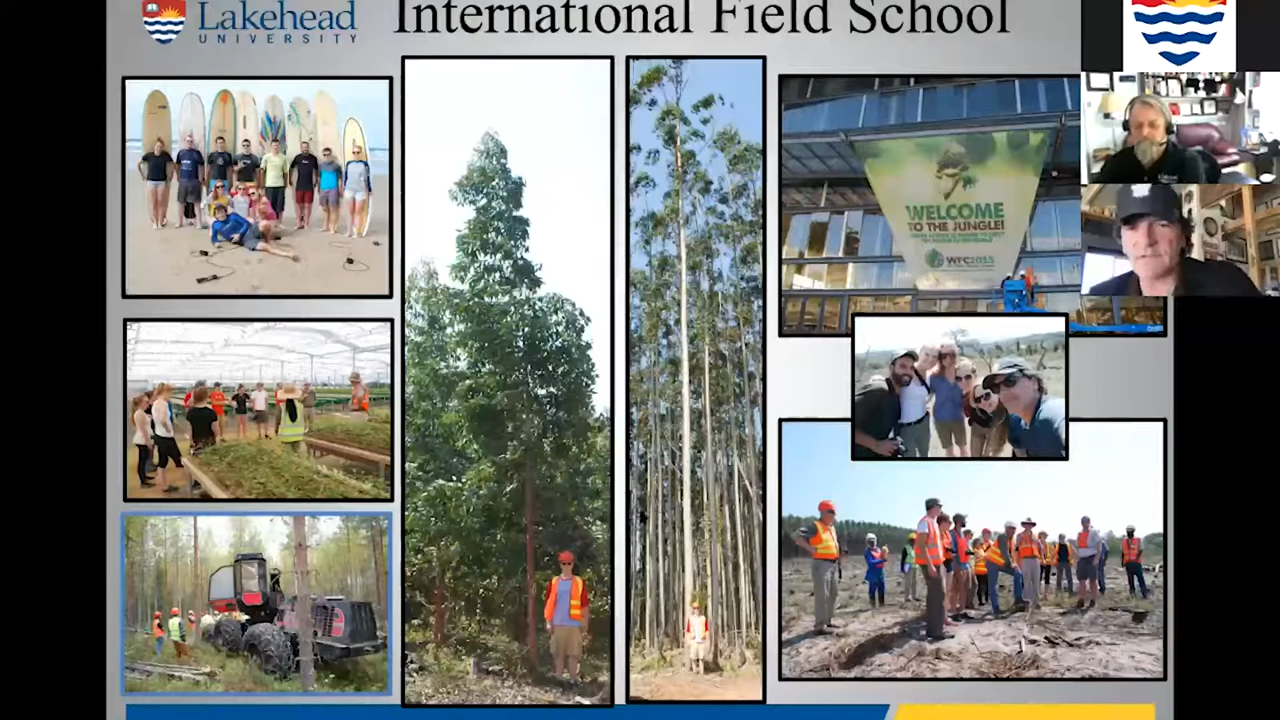 Lakehead
UNIVERSITY
International Field School
WELCOME
TO THE JUNGLE!
WFC2015